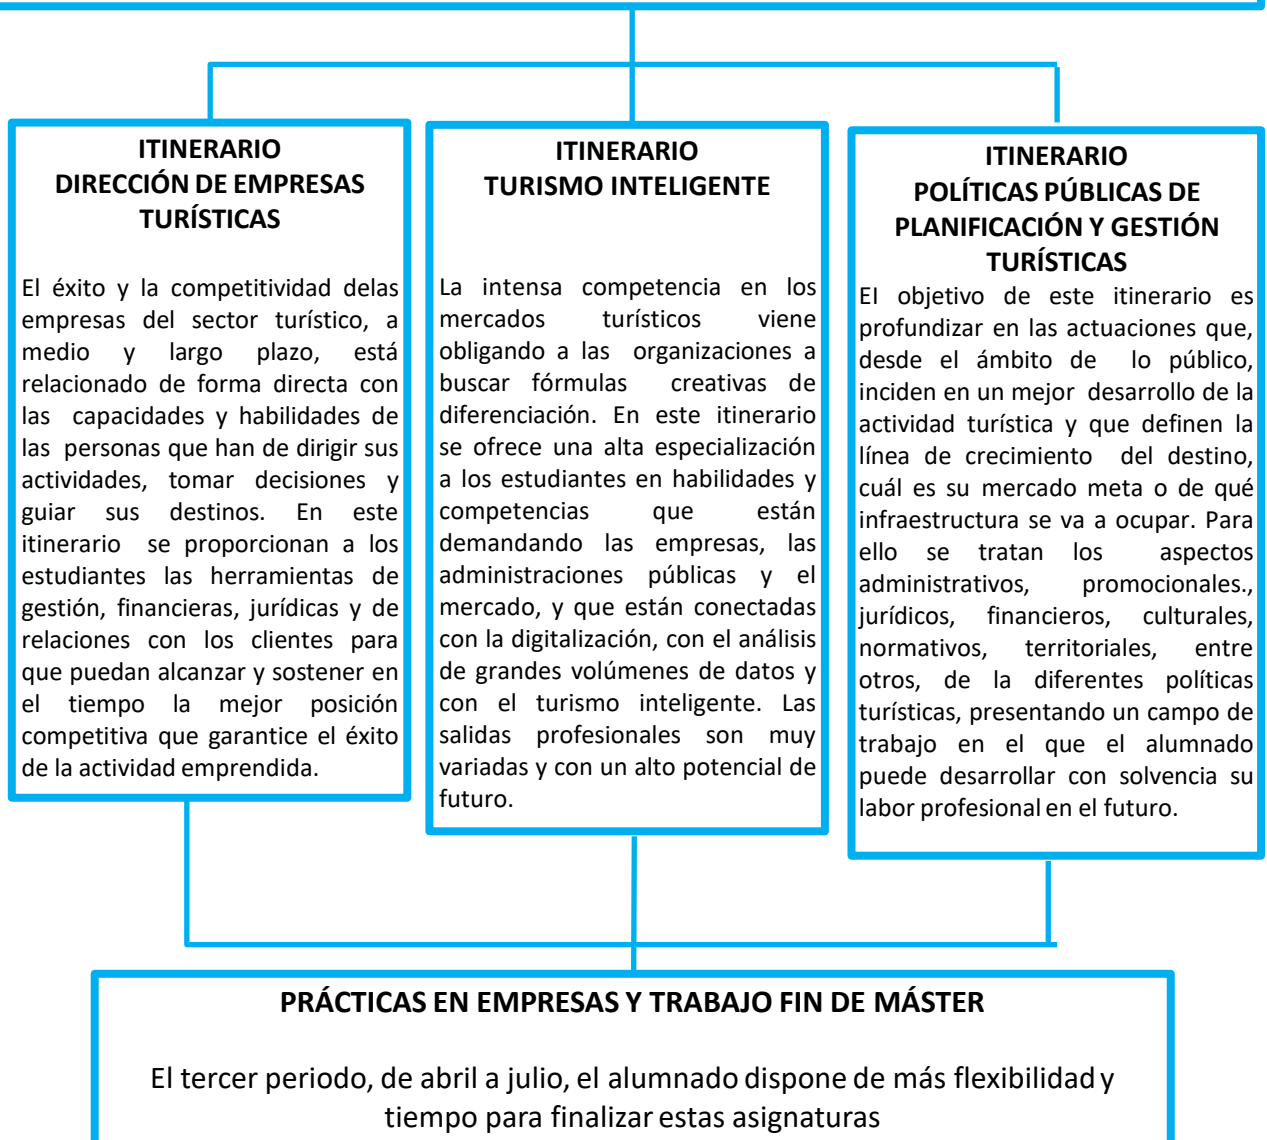 ITINERARIO
DIRECCIÓN DE EMPRESAS
TURÍSTICAS
El éxito y la competitividad delas
empresas del sector turístico, a
medio y largo plazo, está
relacionado de forma directa con
las capacidades y habilidades de
las personas que han de dirigir sus
actividades, tomar decisiones y
guiar sus destinos. En este
itinerario se proporcionan a los
estudiantes las herramientas de
gestión, financieras, jurídicas y de
relaciones con los clientes para
que puedan alcanzar y sostener en
el tiempo la mejor posición
competitiva que garantice el éxito
de la actividad emprendida.
ITINERARIO
TURISMO INTELIGENTE
La intensa competencia en los
mercados turísticos viene
obligando a las organizaciones a
buscar fórmulas creativas de
diferenciación. En este itinerario
se ofrece una alta especialización
a los estudiantes en habilidades y
competencias que están
demandando las empresas, las
administraciones públicas y el
mercado, y que están conectadas
con la digitalización, con el análisis
de grandes volúmenes de datos y
con el turismo inteligente. Las
salidas profesionales son muy
variadas y con un alto potencial de
futuro.
ITINERARIO
POLÍTICAS PÚBLICAS DE
PLANIFICACIÓN Y GESTIÓN
TURÍSTICAS
El objetivo de este itinerario es
profundizar en las actuaciones que,
desde el ámbito de lo público,
inciden en un mejor desarrollo de la
actividad turística y que definen la
línea de crecimiento del destino,
cuál es su mercado meta o de qué
infraestructura se va a ocupar. Para
ello se tratan los aspectos
administrativos, promocionales.,
jurídicos, financieros, culturales,
normativos, territoriales, entre
otros, de la diferentes políticas
turísticas, presentando un campo de
trabajo en el que el alumnado
puede desarrollar con solvencia su
labor profesional en el futuro.
PRÁCTICAS EN EMPRESAS Y TRABAJO FIN DE MÁSTER
El tercer periodo, de abril a julio, el alumnado dispone de más flexibilidad y
tiempo para finalizar estas asignaturas